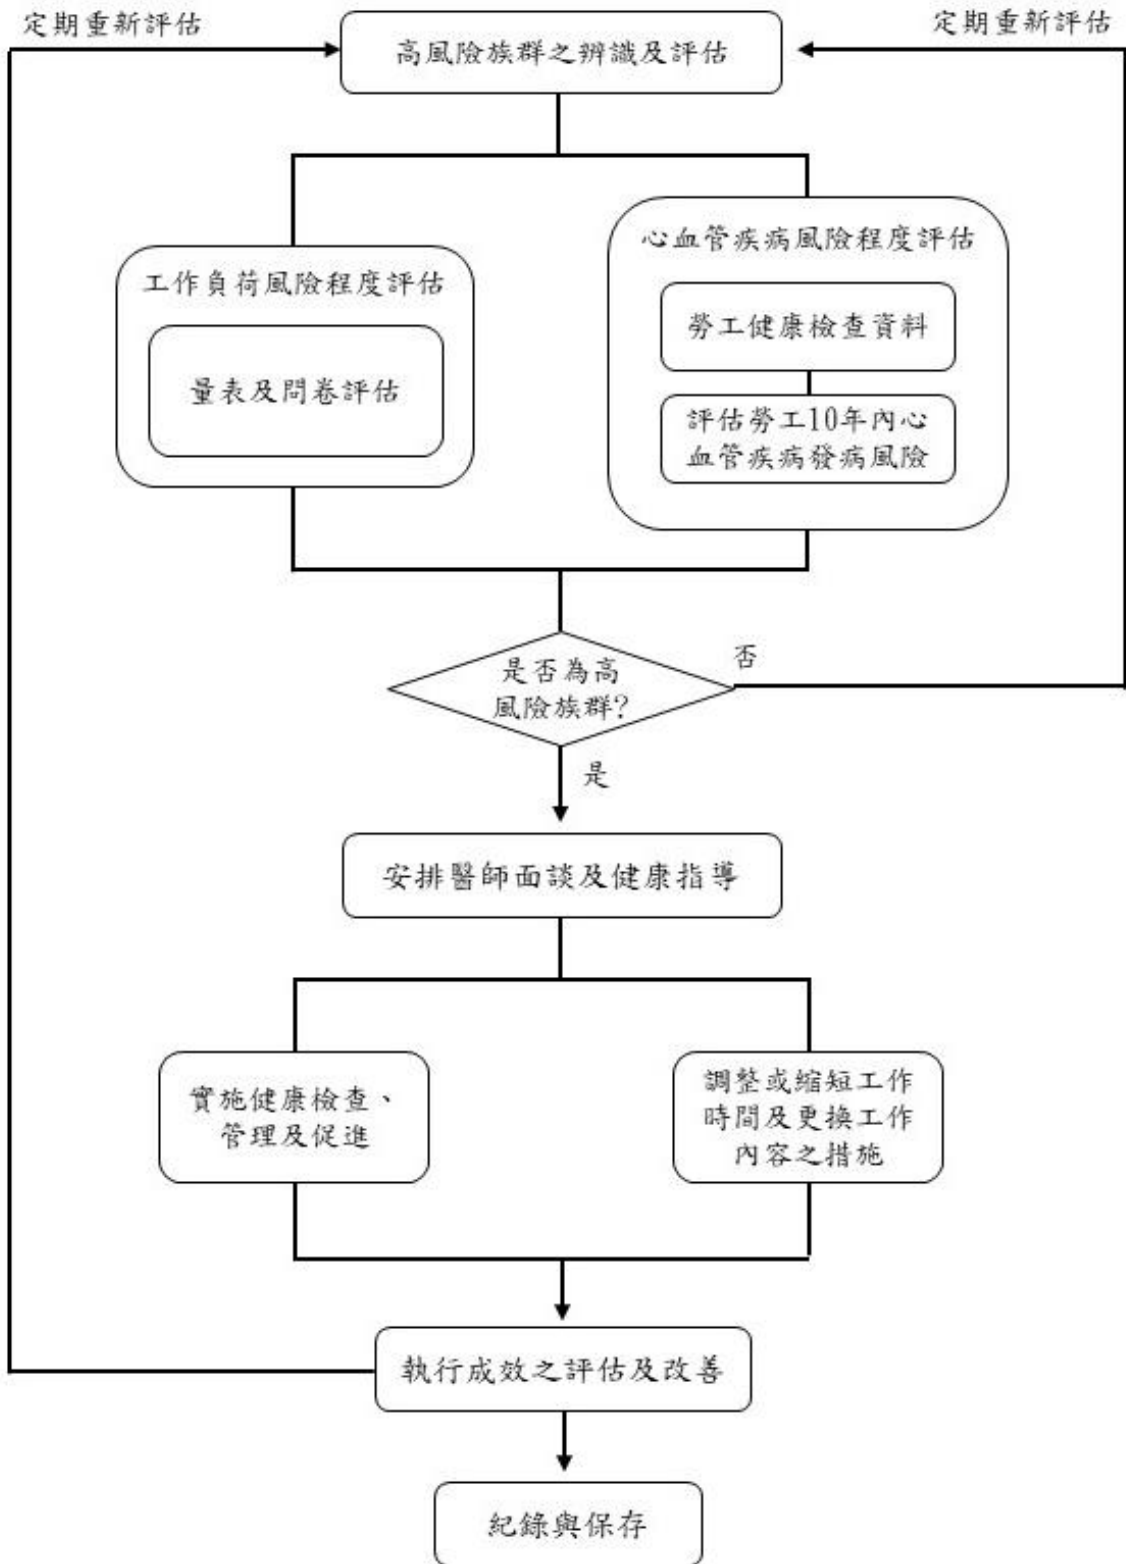 定期重新評估
定期重新評估
高風險族群之辨識及評估
工作負荷風險程度評估
量表及問卷評估
心血管疾病風險程度評估
勞工健康檢查資料
評估勞工10年內心
血管疾病發病風險
是否為高
風險族群?
否
是
安排醫師面談及健康指導
實施健康檢查、
管理及促進
調整或縮短工作
時間及更換工作
內容之措施
執行成效之評估及改善
紀錄與保存